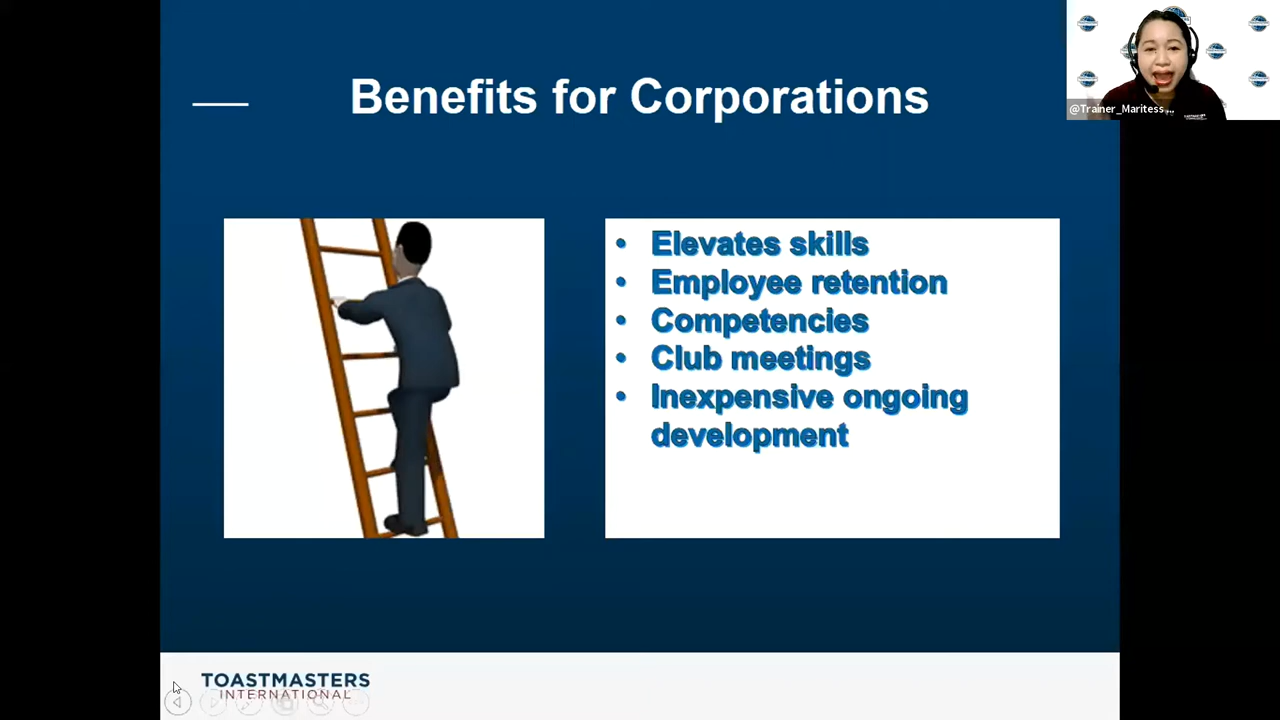 Benefits for Corporations
@Trainer_Maritess ...
• Elevates skills
• Employee retention
• Competencies
• Club meetings
• Inexpensive ongoing
development
TOASTMASTERS
INTERNATIONAL